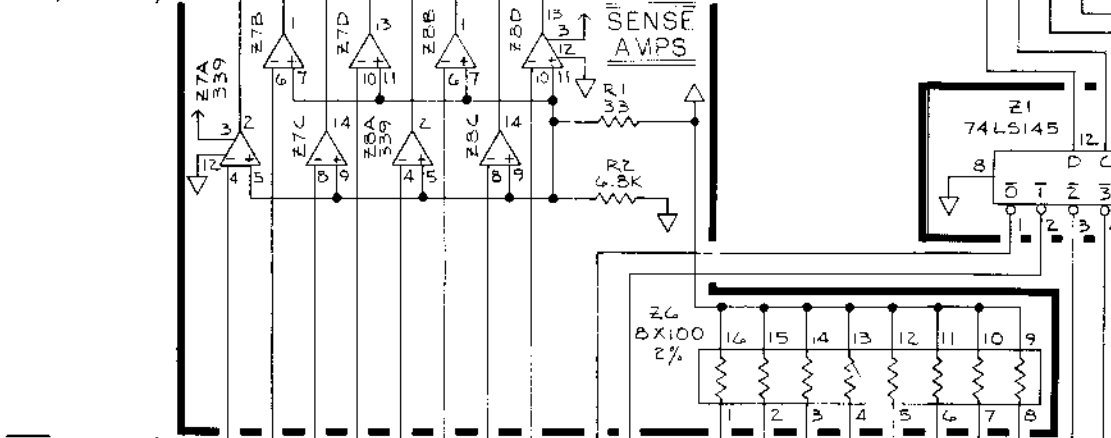 Z7B
1
6 7
Z7D
13
10 11
Z8B
1
6 7
Z8D
13
3
12
10 11
SENSE
AMPS
Z7A
339
3 2
12
4 5
Z7C
14
8 9
Z8A
339
2
4 5
Z8C
14
8 9
R1
33
R2
6.8K
Z1
74LS145
12
8
D C
0 1 2 3
1 2 3 4
Z6
8X100
2%
16 15 14 13 12 11 10 9
1 2 3 4 5 6 7 8